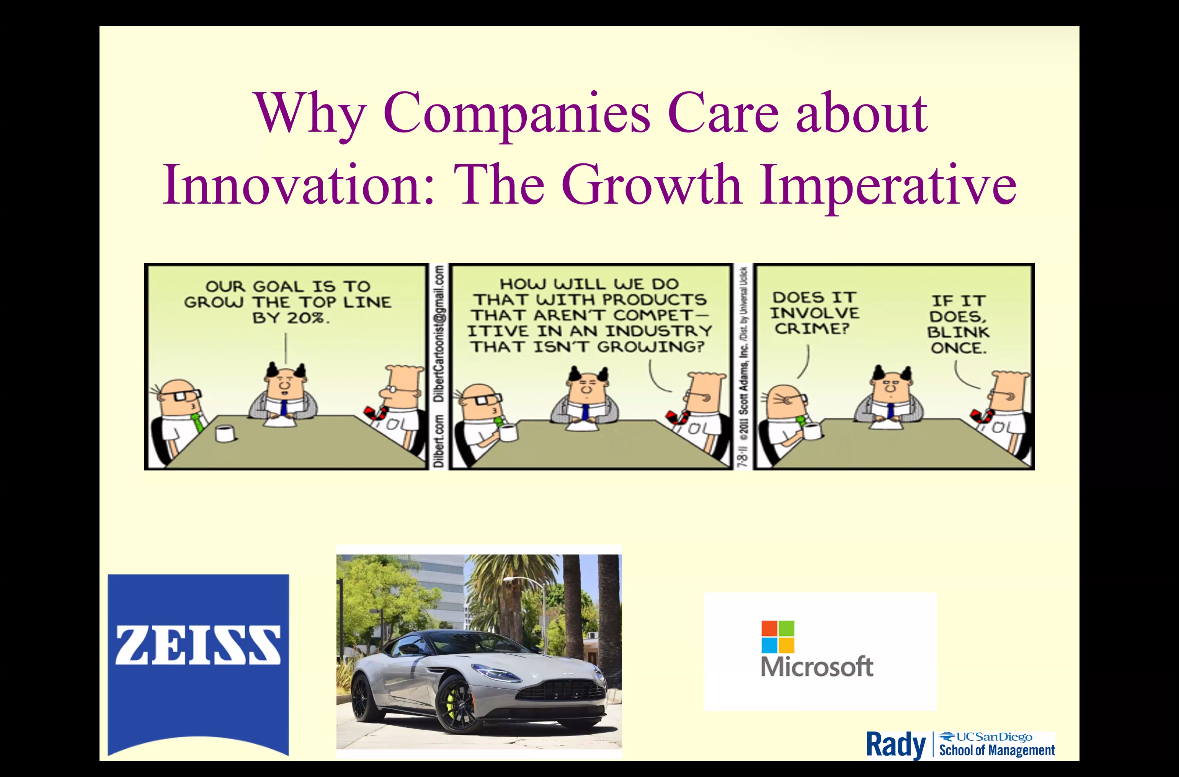 Why Companies Care about
Innovation: The Growth Imperative
OUR GOAL IS TO
GROW THE TOP LINE
BY 20%.
Dilbert.com DilbertCartoonist@gmail.com
HOW WILL WE DO
THAT WITH PRODUCTS
THAT AREN'T COMPET–
ITIVE IN AN INDUSTRY
THAT ISN'T GROWING?
7-8-11 ©2011 Scott Adams, Inc. /Dist. by Universal Uclick
DOES IT
INVOLVE
CRIME?
IF IT
DOES,
BLINK
ONCE.
ZEISS
Microsoft
Rady
UC San Diego
School of Management